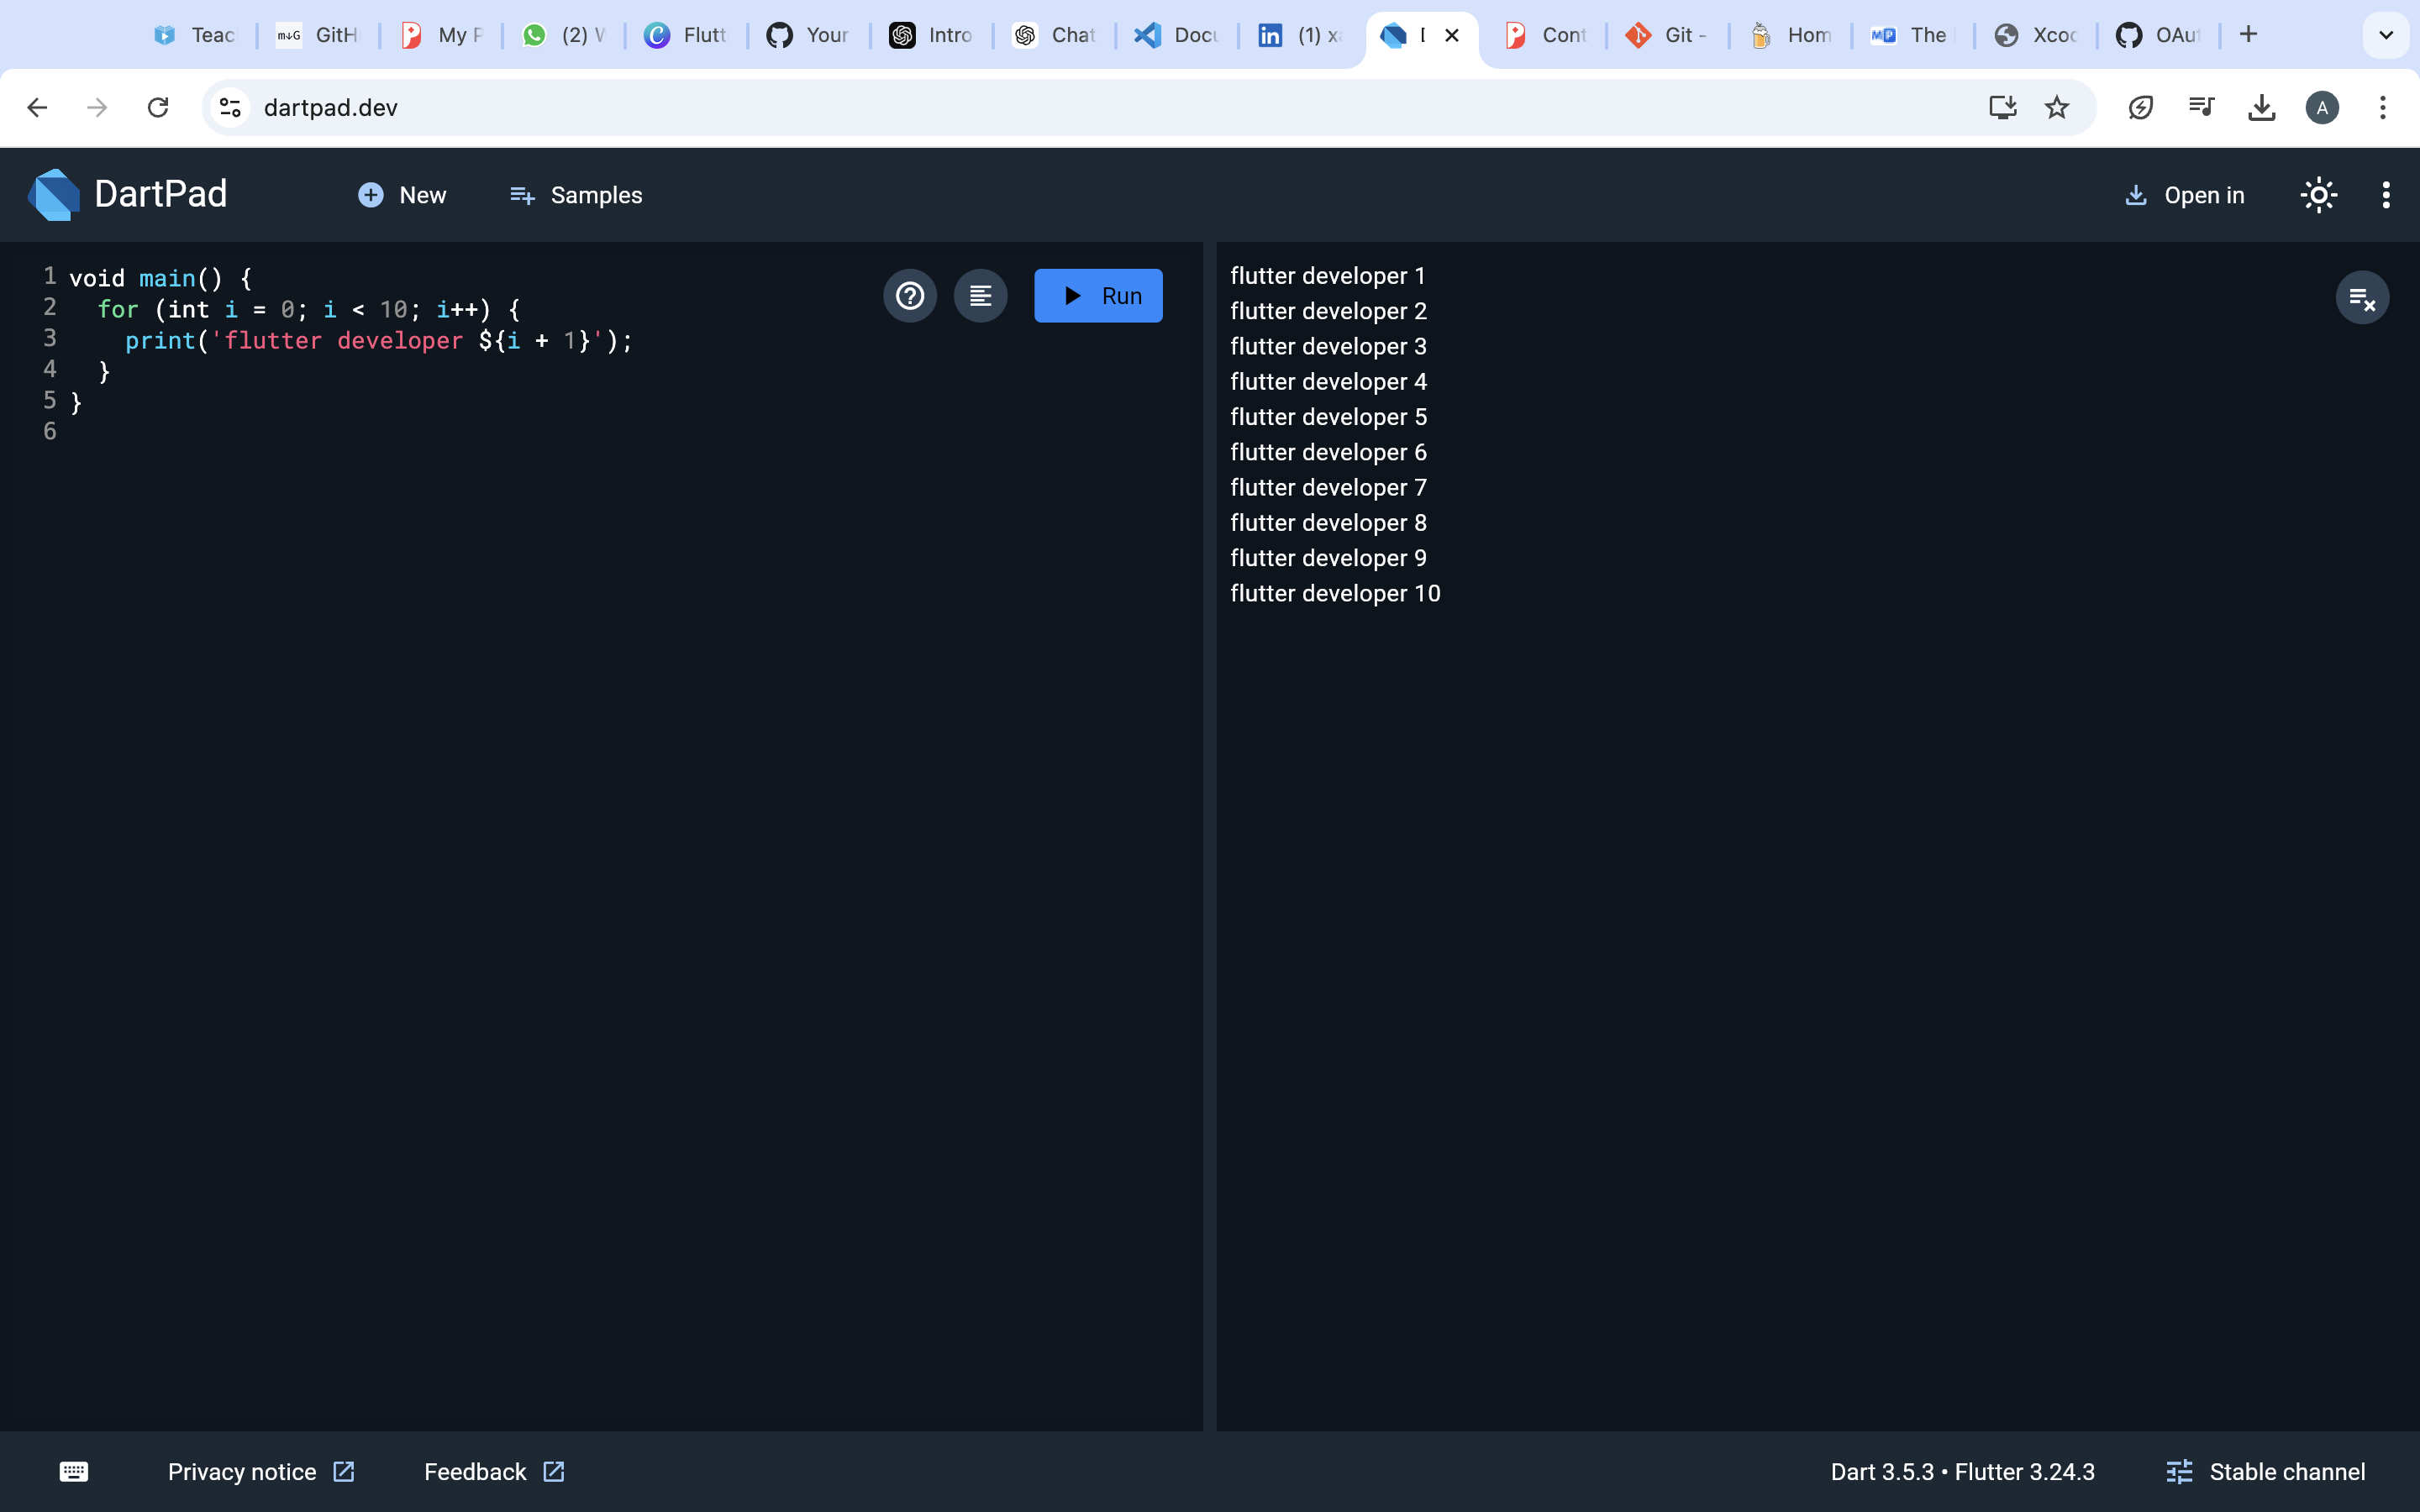 Teac GitH My P (2) W Flutt Your Intro Chat Docu (1) x Cont Git - Hom The Xcoc OAut
dartpad.dev
A
DartPad New Samples Open in
1 void main() {
2 for (int i = 0; i < 10; i++) {
3 print('flutter developer ${i + 1}');
4 }
5 }
6
Run
flutter developer 1
flutter developer 2
flutter developer 3
flutter developer 4
flutter developer 5
flutter developer 6
flutter developer 7
flutter developer 8
flutter developer 9
flutter developer 10
Privacy notice Feedback Dart 3.5.3 • Flutter 3.24.3 Stable channel